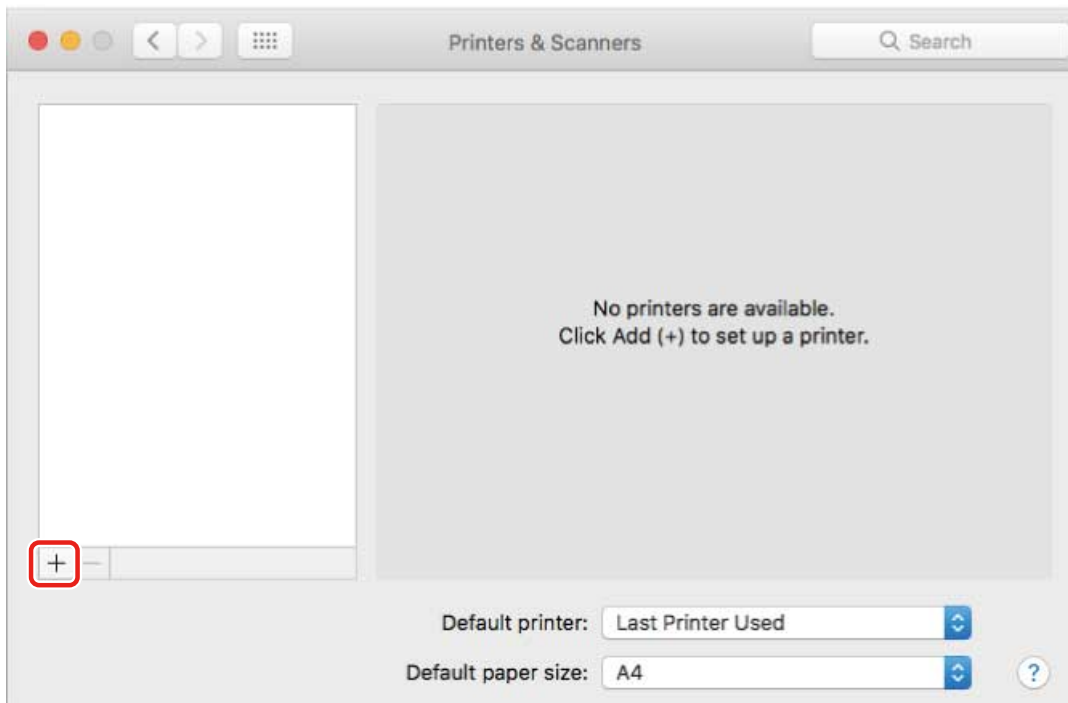 Printers & Scanners
Search
No printers are available.
Click Add (+) to set up a printer.
+ −
Default printer: Last Printer Used
Default paper size: A4
?